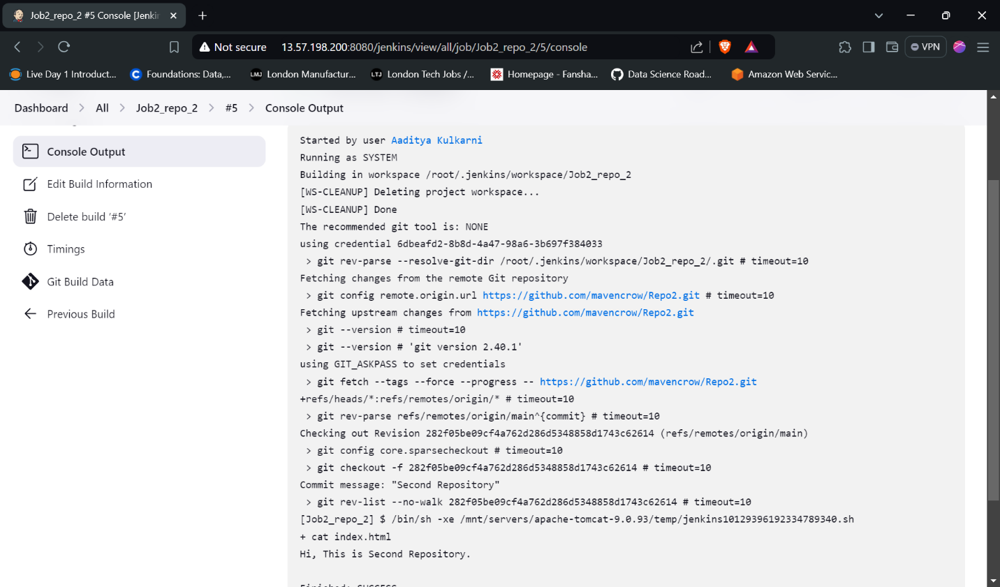 Job2_repo_2 #5 Console [Jenkin
Not secure 13.57.198.200:8080/jenkins/view/all/job/Job2_repo_2/5/console
VPN
Live Day 1 Introduct...
Foundations: Data,...
LMJ London Manufactur...
LTJ London Tech Jobs /...
Homepage - Fansha...
Data Science Road...
Amazon Web Servic...
Dashboard > All > Job2_repo_2 > #5 > Console Output
Console Output
Edit Build Information
Delete build ‘#5’
Timings
Git Build Data
Previous Build
Started by user Aaditya Kulkarni
Running as SYSTEM
Building in workspace /root/.jenkins/workspace/Job2_repo_2
[WS-CLEANUP] Deleting project workspace...
[WS-CLEANUP] Done
The recommended git tool is: NONE
using credential 6dbeafd2-8b8d-4a47-98a6-3b697f384033
> git rev-parse --resolve-git-dir /root/.jenkins/workspace/Job2_repo_2/.git # timeout=10
Fetching changes from the remote Git repository
> git config remote.origin.url https://github.com/mavencrow/Repo2.git # timeout=10
Fetching upstream changes from https://github.com/mavencrow/Repo2.git
> git --version # timeout=10
> git --version # 'git version 2.40.1'
using GIT_ASKPASS to set credentials
> git fetch --tags --force --progress -- https://github.com/mavencrow/Repo2.git
+refs/heads/*:refs/remotes/origin/* # timeout=10
> git rev-parse refs/remotes/origin/main^{commit} # timeout=10
Checking out Revision 282f05be09cf4a762d286d5348858d1743c62614 (refs/remotes/origin/main)
> git config core.sparsecheckout # timeout=10
> git checkout -f 282f05be09cf4a762d286d5348858d1743c62614 # timeout=10
Commit message: "Second Repository"
> git rev-list --no-walk 282f05be09cf4a762d286d5348858d1743c62614 # timeout=10
[Job2_repo_2] $ /bin/sh -xe /mnt/servers/apache-tomcat-9.0.93/temp/jenkins10129396192334789340.sh
+ cat index.html
Hi, This is Second Repository.
Finished: SUCCESS